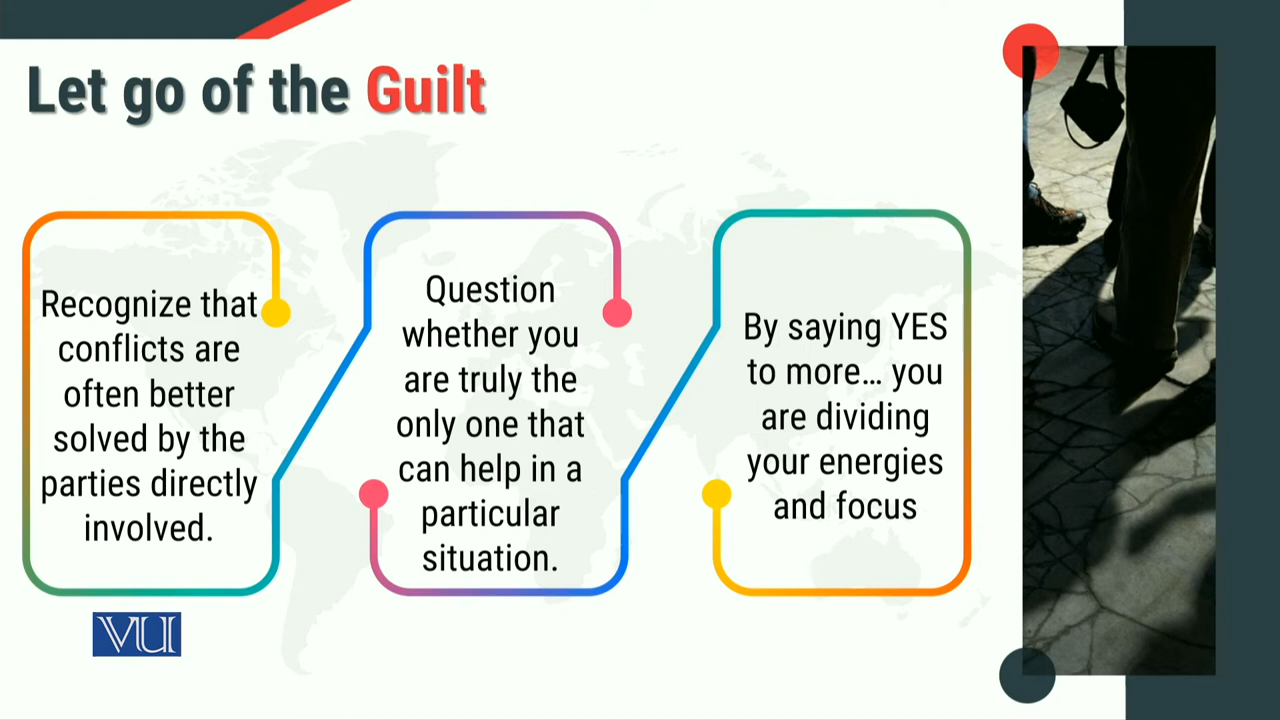 Let go of the Guilt
Recognize that
conflicts are
often better
solved by the
parties directly
involved.
Question
whether you
are truly the
only one that
can help in a
particular
situation.
By saying YES
to more... you
are dividing
your energies
and focus
VU